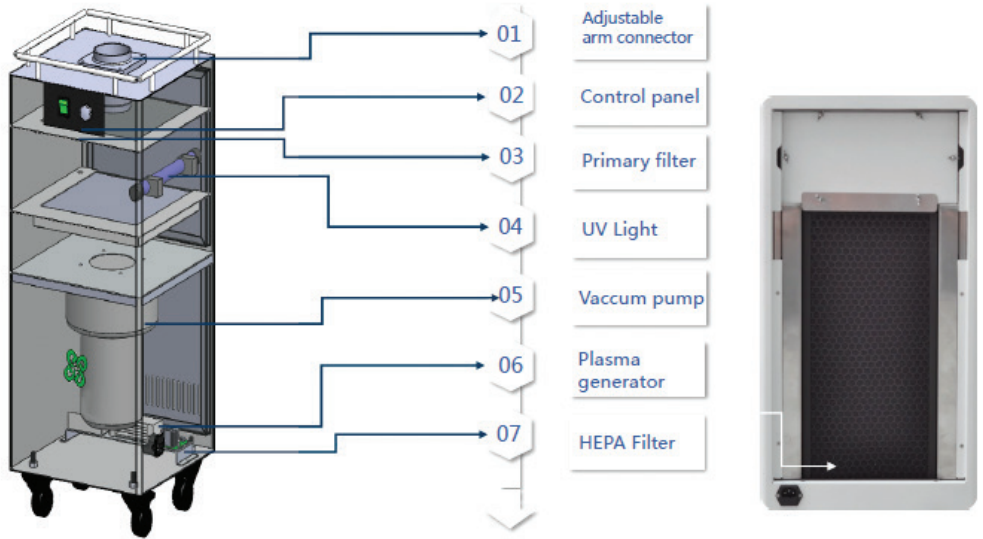 01
Adjustable
arm connector
02
Control panel
03
Primary filter
04
UV Light
05
Vaccum pump
06
Plasma
generator
07
HEPA Filter